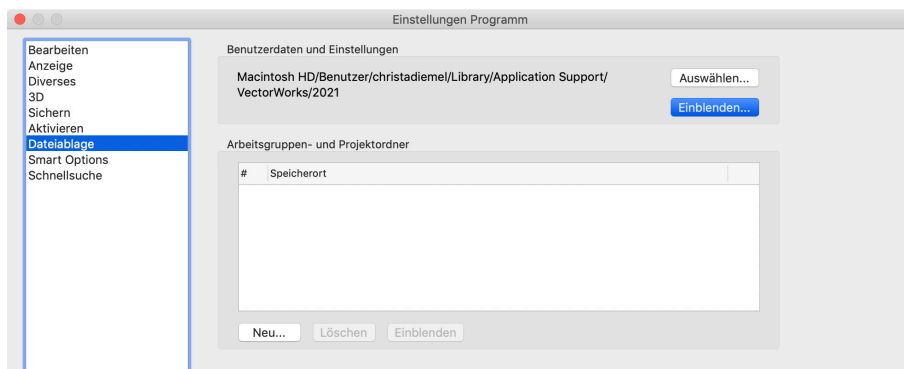 Einstellungen Programm
Bearbeiten
Anzeige
Diverses
3D
Sichern
Aktivieren
Dateiablage
Smart Options
Schnellsuche
Benutzerdaten und Einstellungen
Macintosh HD/Benutzer/christadiemel/Library/Application Support/
VectorWorks/2021
Auswählen...
Einblenden...
Arbeitsgruppen- und Projektordner
# Speicherort
Neu... Löschen Einblenden